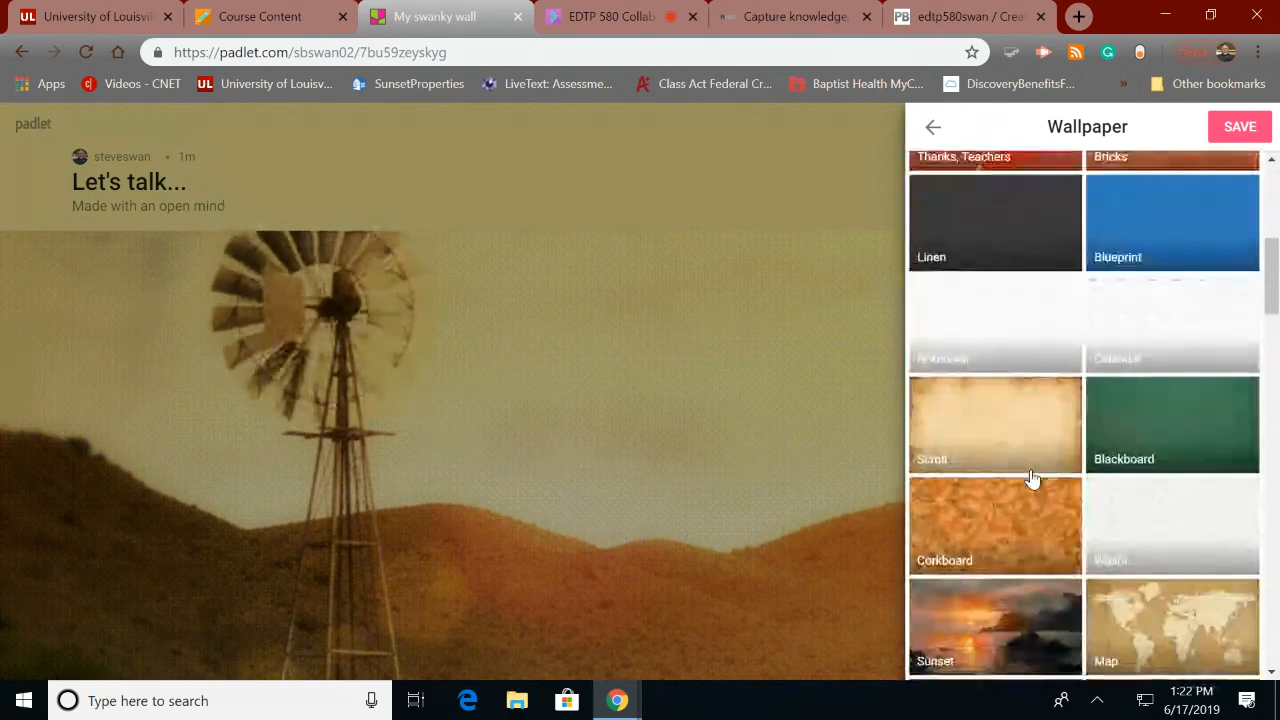 University of Louisvill
Course Content
My swanky wall
EDTP 580 Collab
Capture knowledge,
edtp580swan / Creat
https://padlet.com/sbswan02/7bu59zeyskyg
Apps
Videos - CNET
University of Louisv...
SunsetProperties
LiveText: Assessme...
Class Act Federal Cr...
Baptist Health MyC...
DiscoveryBenefitsF...
»
Other bookmarks
padlet
Wallpaper
SAVE
steveswan • 1m
Let's talk...
Made with an open mind
Thanks, Teachers
Bricks
Linen
Blueprint
Scroll
Blackboard
Corkboard
Sunset
Map
Type here to search
1:22 PM
6/17/2019